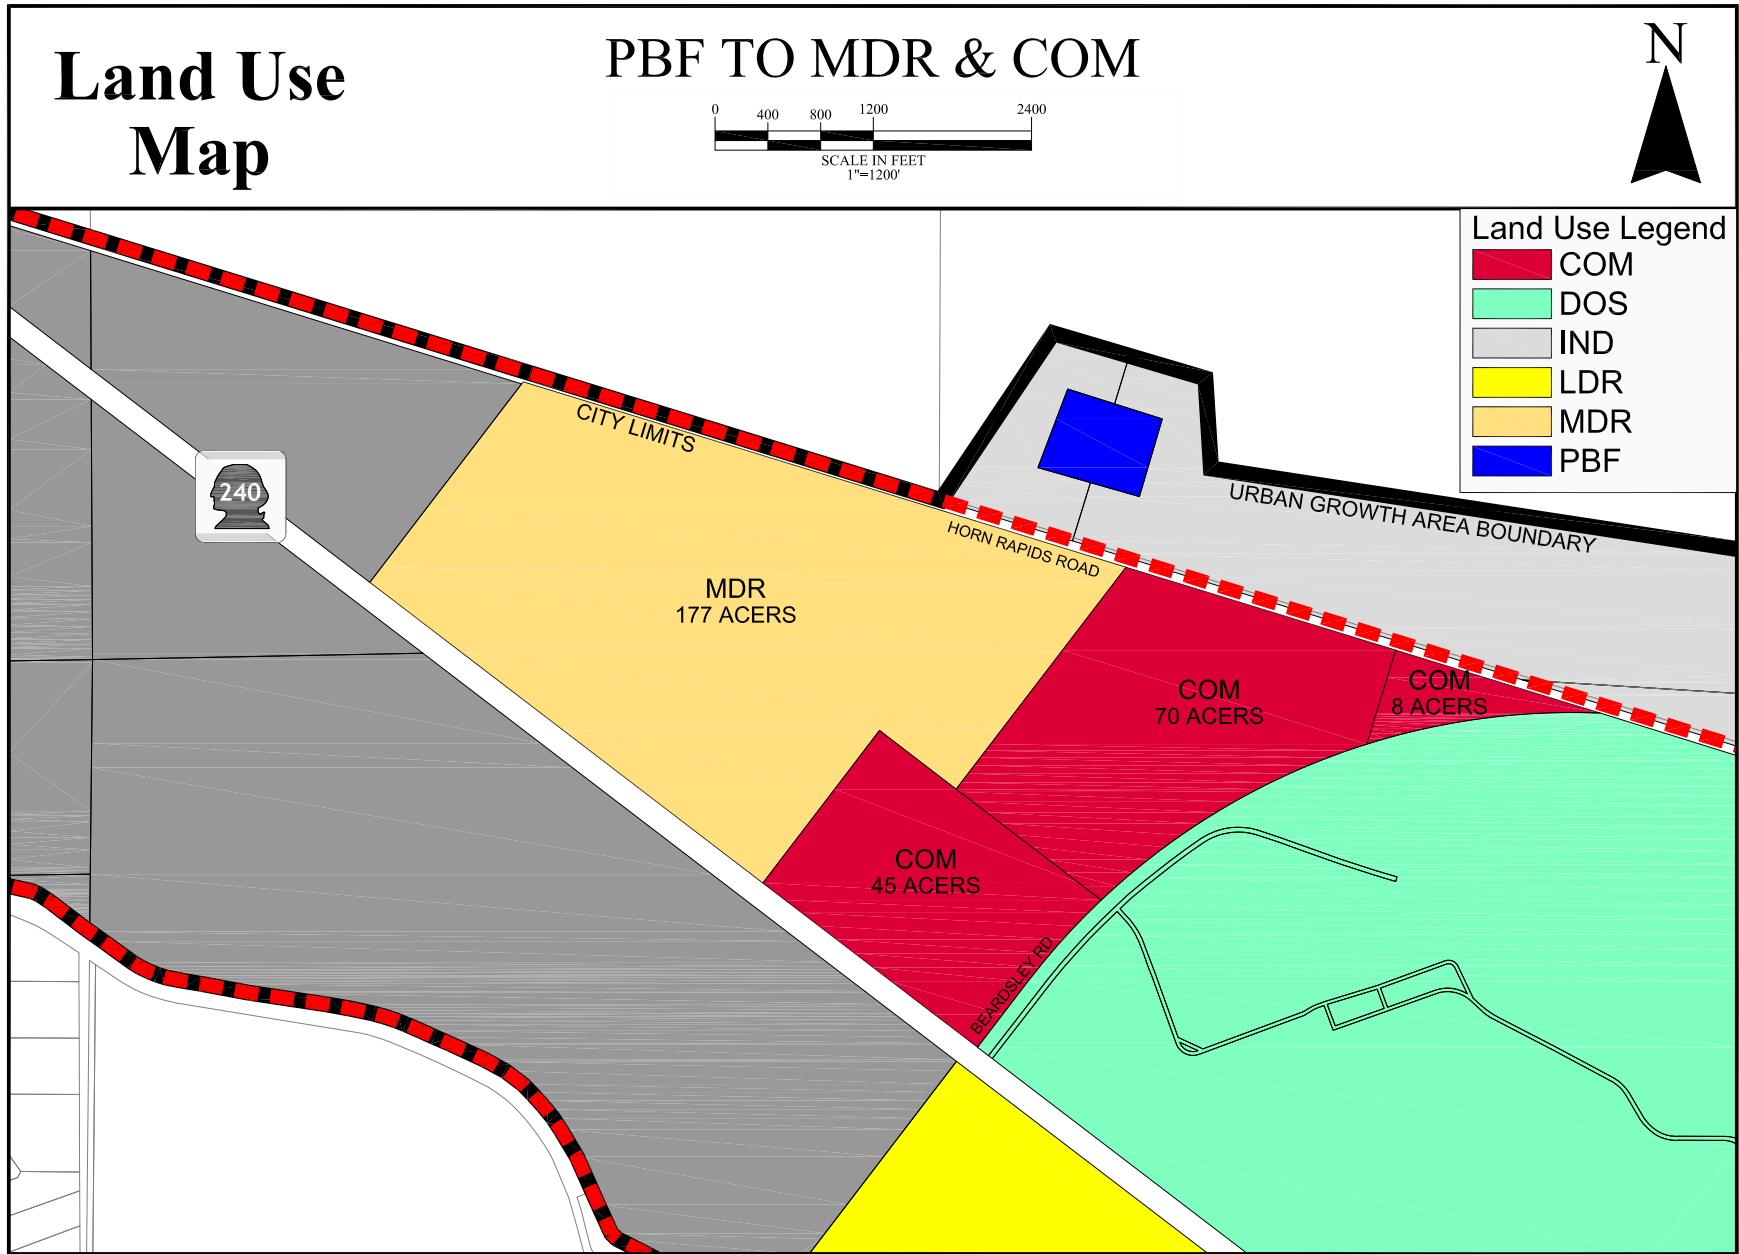 Land Use
Map
PBF TO MDR & COM
0 400 800 1200 2400
SCALE IN FEET
1"=1200'
N
Land Use Legend
COM
DOS
IND
LDR
MDR
PBF
CITY LIMITS
240
HORN RAPIDS ROAD
URBAN GROWTH AREA BOUNDARY
MDR
177 ACERS
COM
70 ACERS
COM
8 ACERS
COM
45 ACERS
BEARDSLEY RD